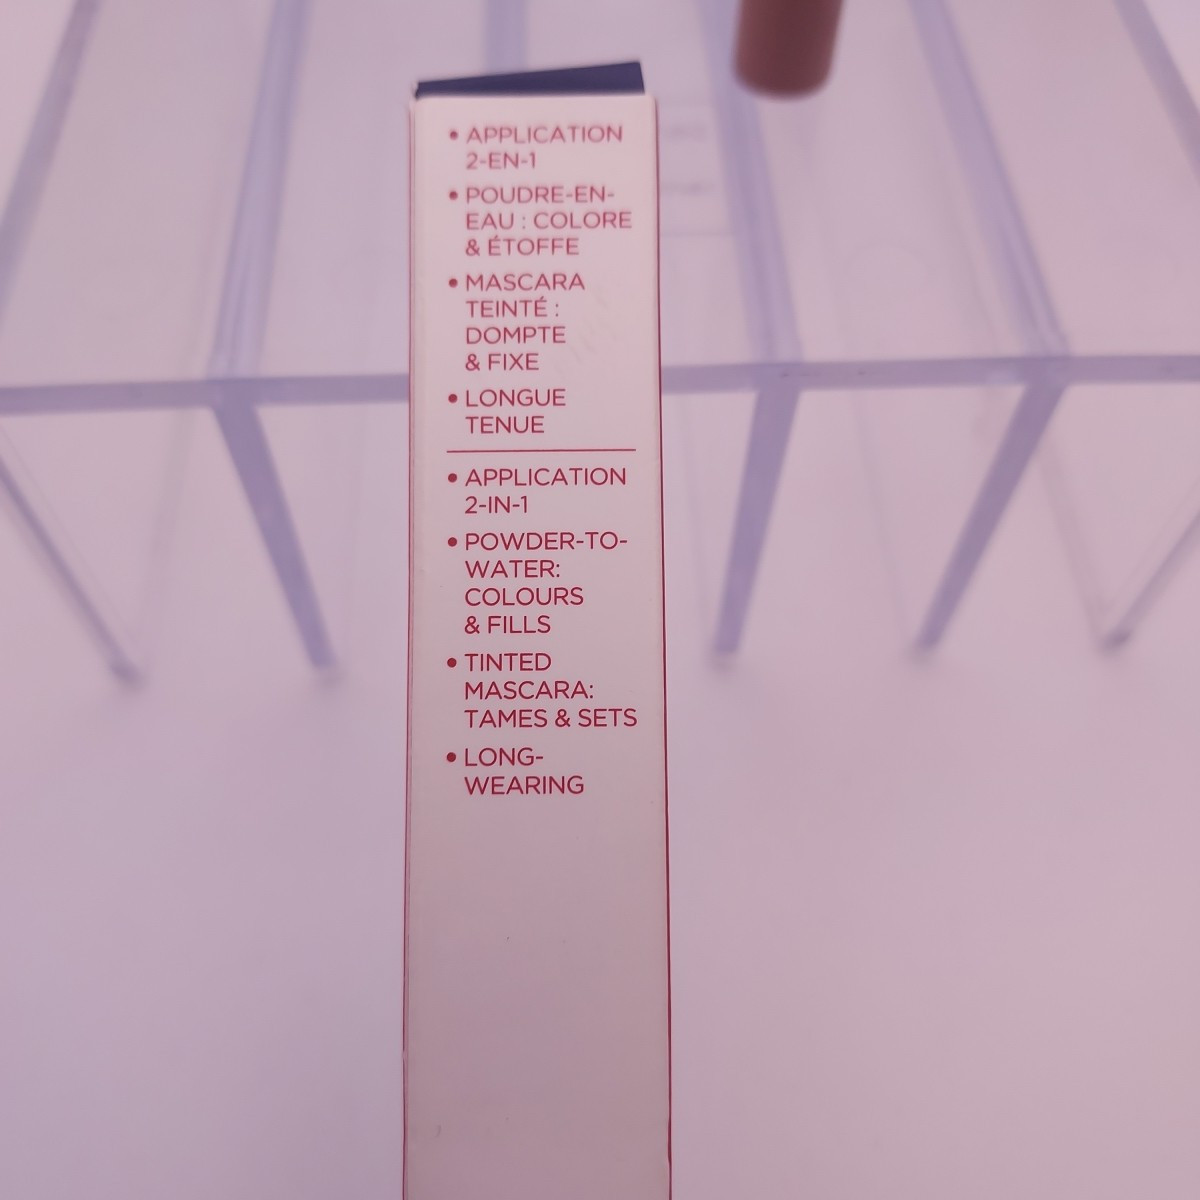 • APPLICATION
2-EN-1
• POUDRE-EN-
EAU : COLORE
& ÉTOFFE
• MASCARA
TEINTÉ :
DOMPTE
& FIXE
• LONGUE
TENUE
• APPLICATION
2-IN-1
• POWDER-TO-
WATER:
COLOURS
& FILLS
• TINTED
MASCARA:
TAMES & SETS
• LONG-
WEARING